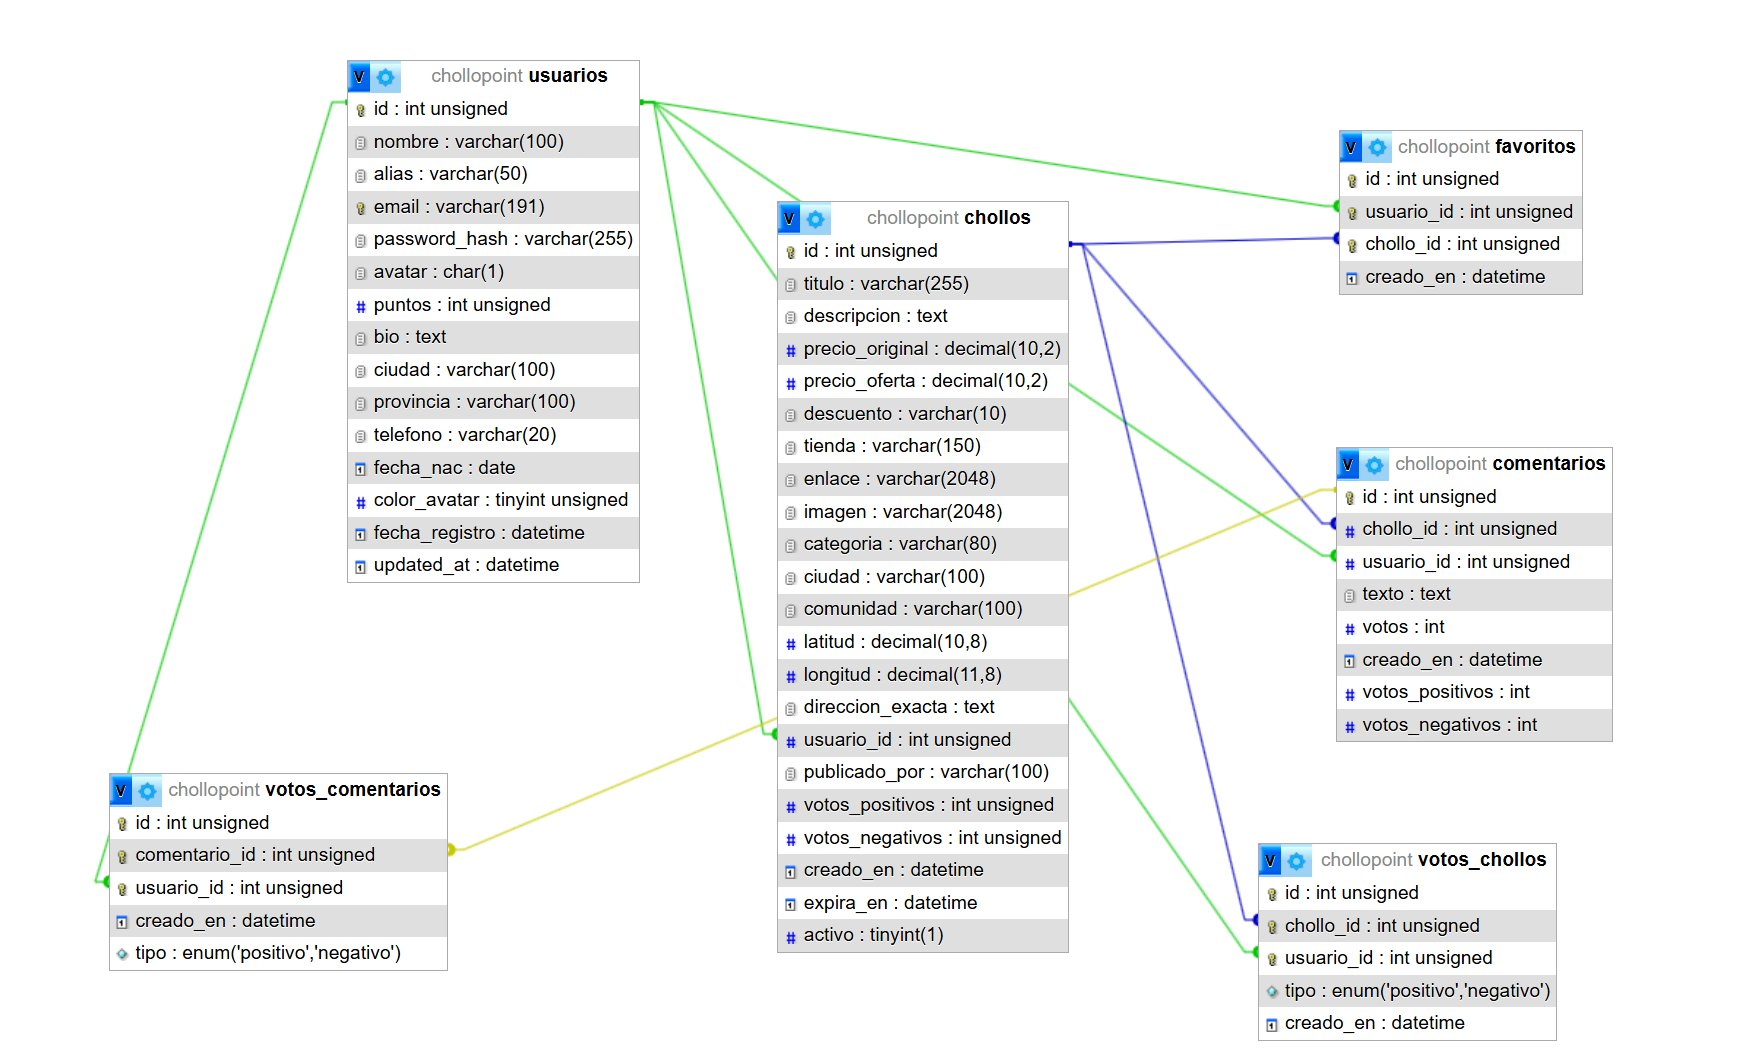 V chollopoint usuarios
id : int unsigned
nombre : varchar(100)
alias : varchar(50)
email : varchar(191)
password_hash : varchar(255)
avatar : char(1)
# puntos : int unsigned
bio : text
ciudad : varchar(100)
provincia : varchar(100)
telefono : varchar(20)
fecha_nac : date
# color_avatar : tinyint unsigned
fecha_registro : datetime
updated_at : datetime
V chollopoint chollos
id : int unsigned
titulo : varchar(255)
descripcion : text
# precio_original : decimal(10,2)
# precio_oferta : decimal(10,2)
descuento : varchar(10)
tienda : varchar(150)
enlace : varchar(2048)
imagen : varchar(2048)
categoria : varchar(80)
ciudad : varchar(100)
comunidad : varchar(100)
# latitud : decimal(10,8)
# longitud : decimal(11,8)
direccion_exacta : text
# usuario_id : int unsigned
publicado_por : varchar(100)
# votos_positivos : int unsigned
# votos_negativos : int unsigned
creado_en : datetime
expira_en : datetime
# activo : tinyint(1)
V chollopoint favoritos
id : int unsigned
usuario_id : int unsigned
chollo_id : int unsigned
creado_en : datetime
V chollopoint comentarios
id : int unsigned
# chollo_id : int unsigned
# usuario_id : int unsigned
texto : text
# votos : int
creado_en : datetime
# votos_positivos : int
# votos_negativos : int
V chollopoint votos_comentarios
id : int unsigned
comentario_id : int unsigned
usuario_id : int unsigned
creado_en : datetime
tipo : enum('positivo','negativo')
V chollopoint votos_chollos
id : int unsigned
chollo_id : int unsigned
usuario_id : int unsigned
tipo : enum('positivo','negativo')
creado_en : datetime